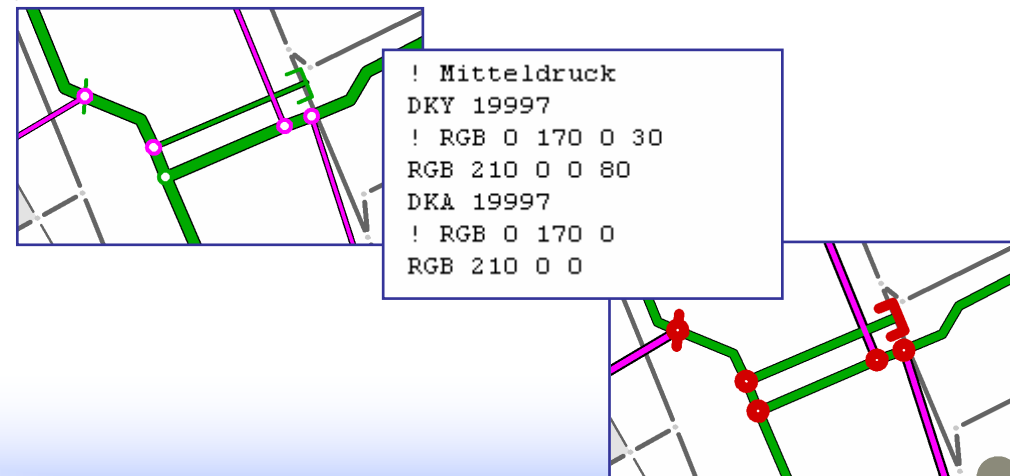 ! Mitteldruck
DKY 19997
! RGB 0 170 0 30
RGB 210 0 0 80
DKA 19997
! RGB 0 170 0
RGB 210 0 0